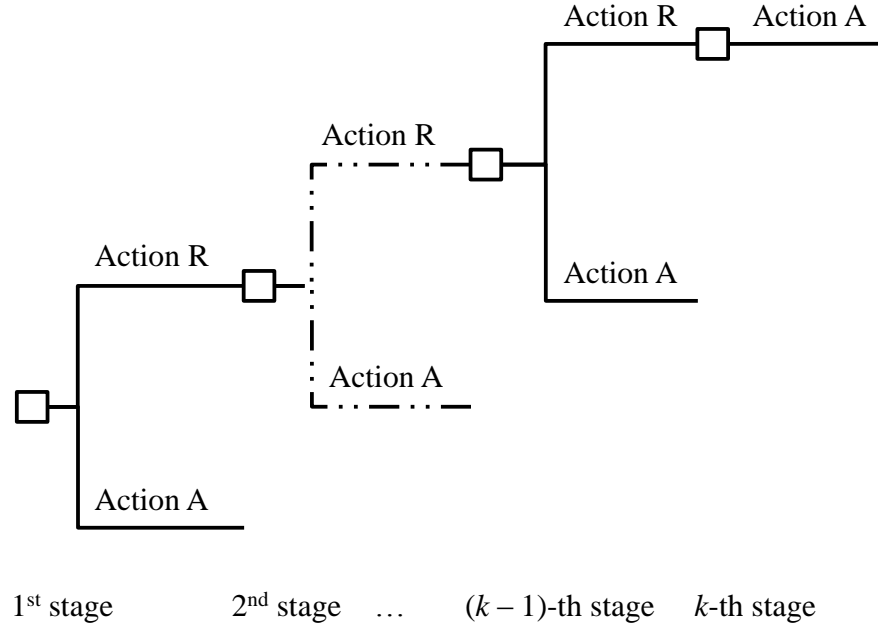 Action R Action A
Action R
Action A
Action R
Action A
Action A
1st stage 2nd stage … (k – 1)-th stage k-th stage